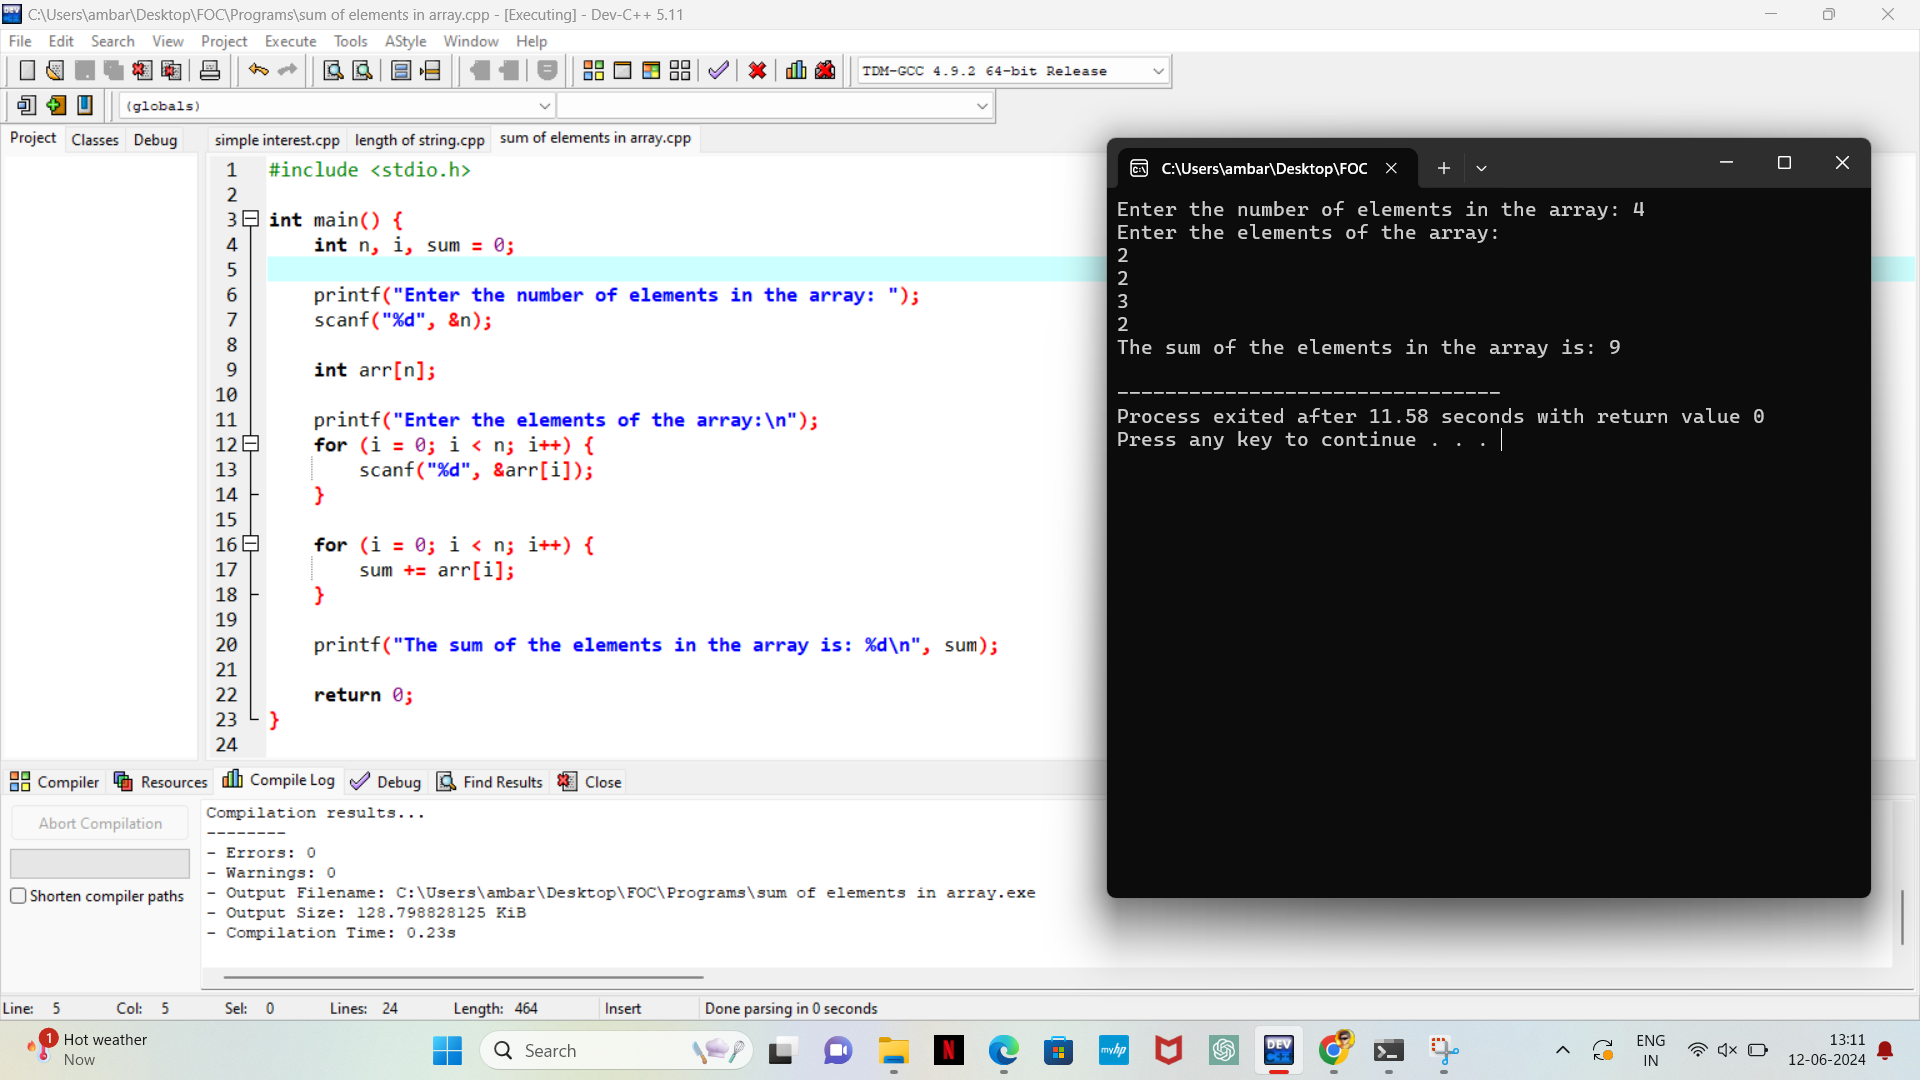 C:\Users\ambar\Desktop\FOC\Programs\sum of elements in array.cpp - [Executing] - Dev-C++ 5.11
File Edit Search View Project Execute Tools AStyle Window Help
TDM-GCC 4.9.2 64-bit Release
(globals)
Project Classes Debug
simple interest.cpp length of string.cpp sum of elements in array.cpp
1 #include <stdio.h>
2
3 int main() {
4 int n, i, sum = 0;
5
6 printf("Enter the number of elements in the array: ");
7 scanf("%d", &n);
8
9 int arr[n];
10
11 printf("Enter the elements of the array:\n");
12 for (i = 0; i < n; i++) {
13 scanf("%d", &arr[i]);
14 }
15
16 for (i = 0; i < n; i++) {
17 sum += arr[i];
18 }
19
20 printf("The sum of the elements in the array is: %d\n", sum);
21
22 return 0;
23 }
24
C:\Users\ambar\Desktop\FOC
Enter the number of elements in the array: 4
Enter the elements of the array:
2
2
3
2
The sum of the elements in the array is: 9
--------------------------------
Process exited after 11.58 seconds with return value 0
Press any key to continue . . .
Compiler Resources Compile Log Debug Find Results Close
Abort Compilation
Shorten compiler paths
Compilation results...
--------
- Errors: 0
- Warnings: 0
- Output Filename: C:\Users\ambar\Desktop\FOC\Programs\sum of elements in array.exe
- Output Size: 128.798828125 KiB
- Compilation Time: 0.23s
Line: 5 Col: 5 Sel: 0 Lines: 24 Length: 464 Insert Done parsing in 0 seconds
1
Hot weather
Now
Search
N
myhp
DEV
C++
ENG
IN
13:11
12-06-2024